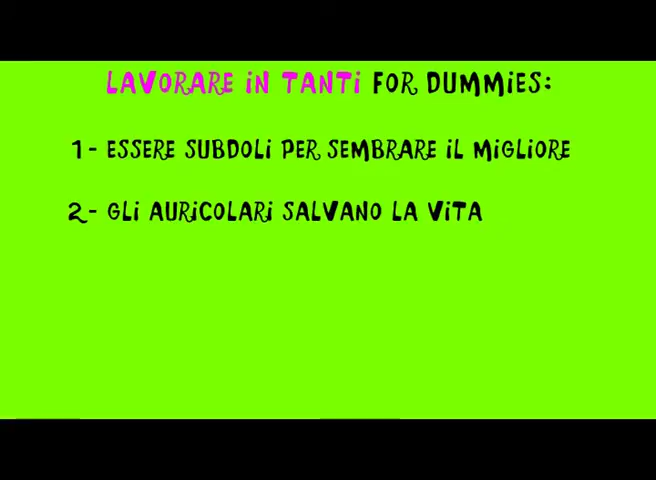 LAVORARE IN TANTI FOR DUMMIES:
1- ESSERE SUBDOLI PER SEMBRARE IL MIGLIORE
2- GLI AURICOLARI SALVANO LA VITA